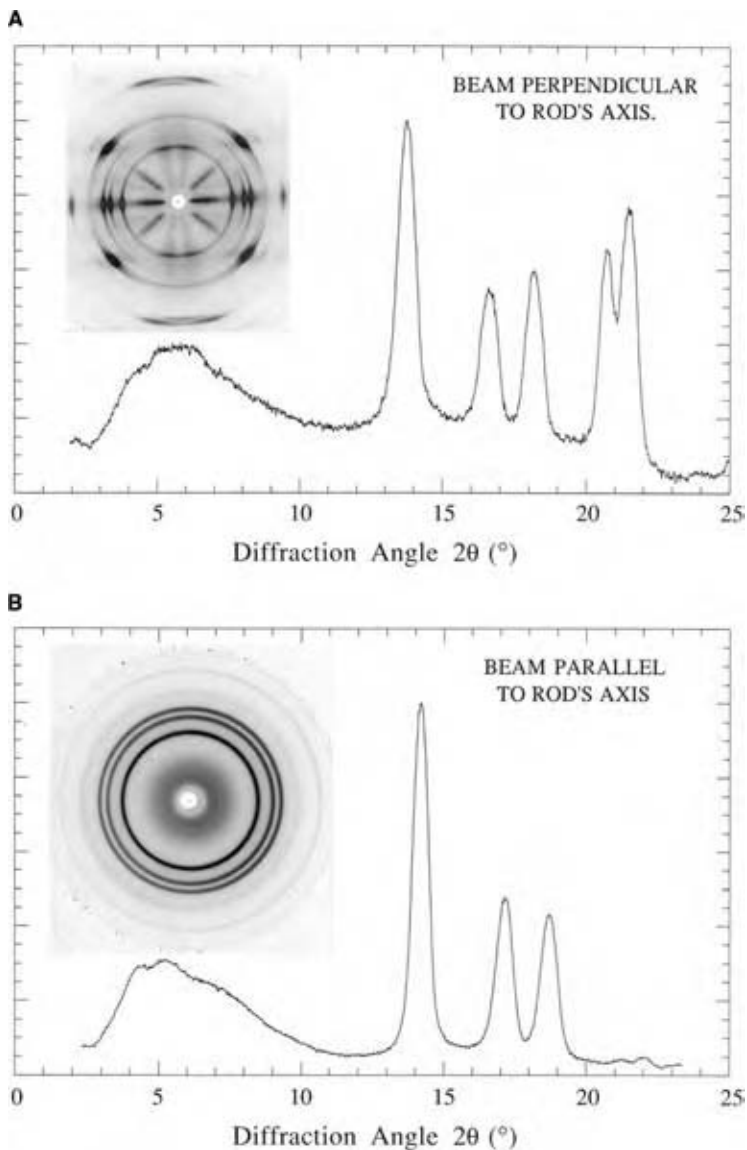 A
BEAM PERPENDICULAR
TO ROD'S AXIS.
0 5 10 15 20 25
Diffraction Angle 2θ (°)
B
BEAM PARALLEL
TO ROD'S AXIS
0 5 10 15 20 25
Diffraction Angle 2θ (°)